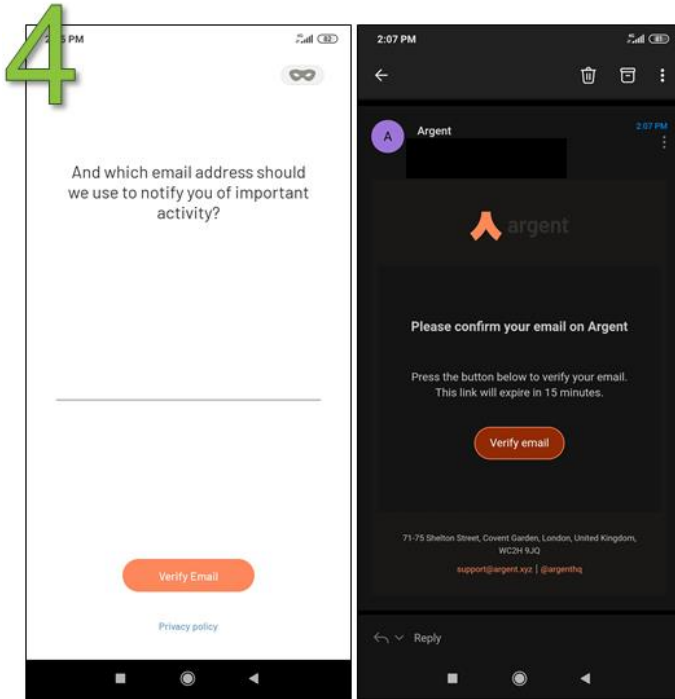 4
PM
82
And which email address should
we use to notify you of important
activity?
Verify Email
Privacy policy
2:07 PM
81
A
Argent
2:07 PM
argent
Please confirm your email on Argent
Press the button below to verify your email.
This link will expire in 15 minutes.
Verify email
71-75 Shelton Street, Covent Garden, London, United Kingdom,
WC2H 9JQ
support@argent.xyz | @argenthq
Reply